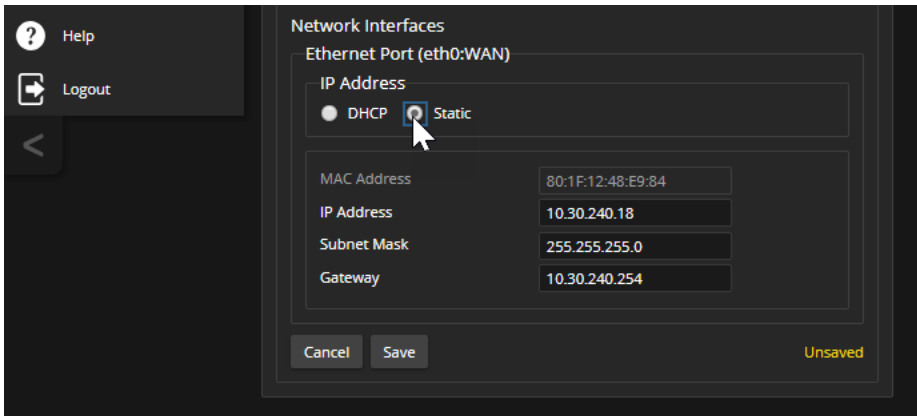 Help
Logout
<
Network Interfaces
Ethernet Port (eth0:WAN)
IP Address
DHCP Static
MAC Address 80:1F:12:48:E9:84
IP Address 10.30.240.18
Subnet Mask 255.255.255.0
Gateway 10.30.240.254
Cancel Save Unsaved